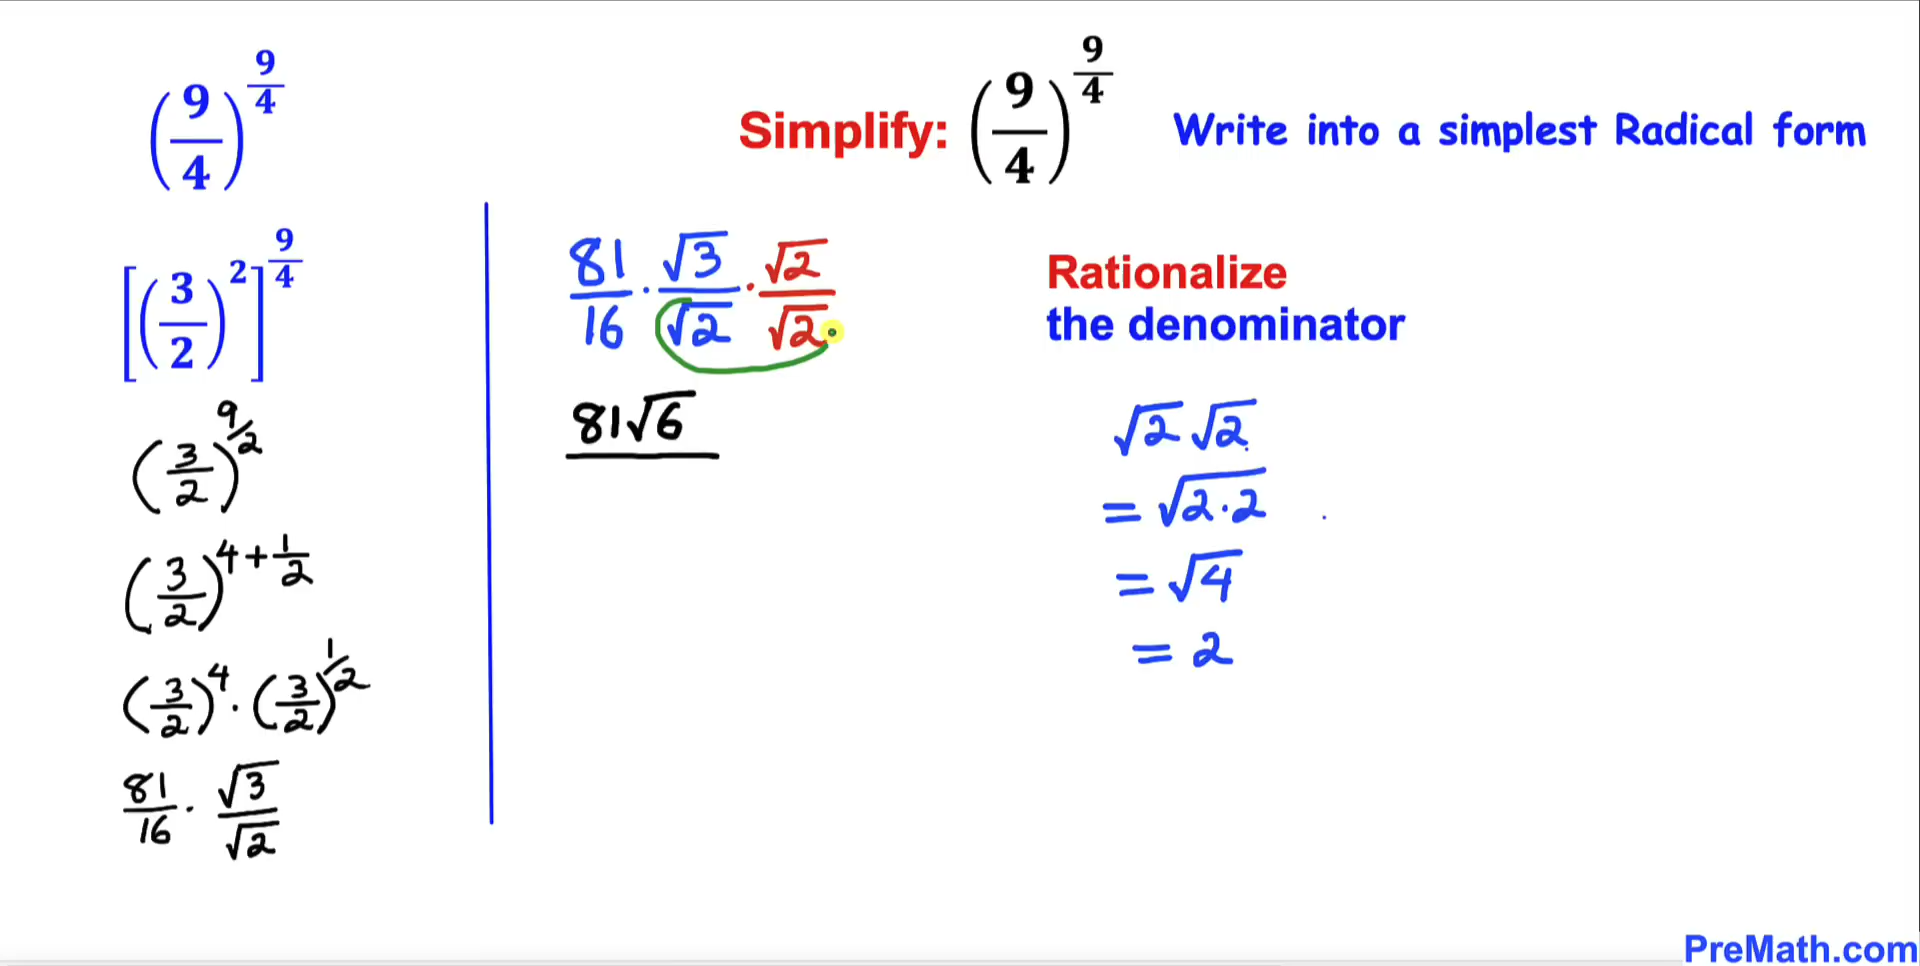 (9/4)^(9/4)
[(3/2)^2]^(9/4)
(3/2)^(9/2)
(3/2)^(4+1/2)
(3/2)^4 · (3/2)^(1/2)
81/16 · √3/√2
Simplify: (9/4)^(9/4) Write into a simplest Radical form
81/16 · √3/√2 · √2/√2
81√6
Rationalize
the denominator
√2 √2
= √2·2
= √4
= 2
PreMath.com